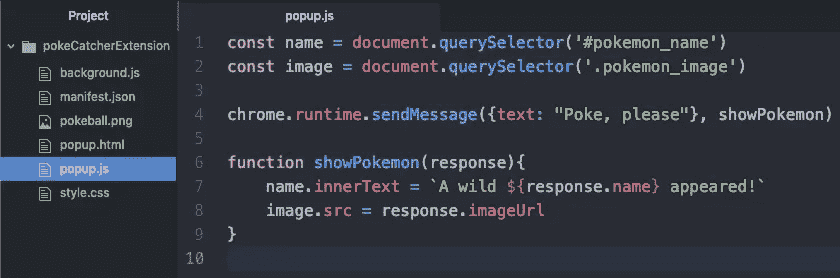 Project
pokeCatcherExtension
background.js
manifest.json
pokeball.png
popup.html
popup.js
style.css
popup.js
1 const name = document.querySelector('#pokemon_name')
2 const image = document.querySelector('.pokemon_image')
3
4 chrome.runtime.sendMessage({text: "Poke, please"}, showPokemon)
5
6 function showPokemon(response){
7     name.innerText = `A wild ${response.name} appeared!`
8     image.src = response.imageUrl
9 }
10